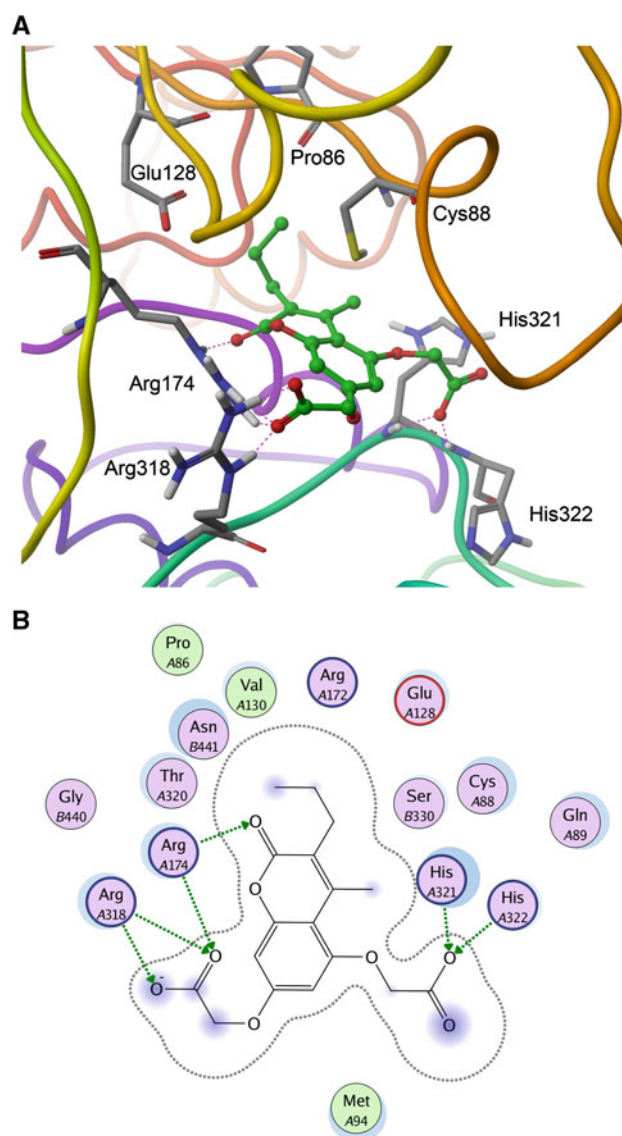 A
Glu128
Pro86
Cys88
His321
Arg174
Arg318
His322
B
Pro
A86
Val
A130
Arg
A172
Glu
A128
Asn
B441
Thr
A320
Gly
B440
Ser
B330
Cys
A88
Gln
A89
Arg
A174
His
A321
His
A322
Arg
A318
O
O
O
O
O
O-
O
O
O
Met
A94